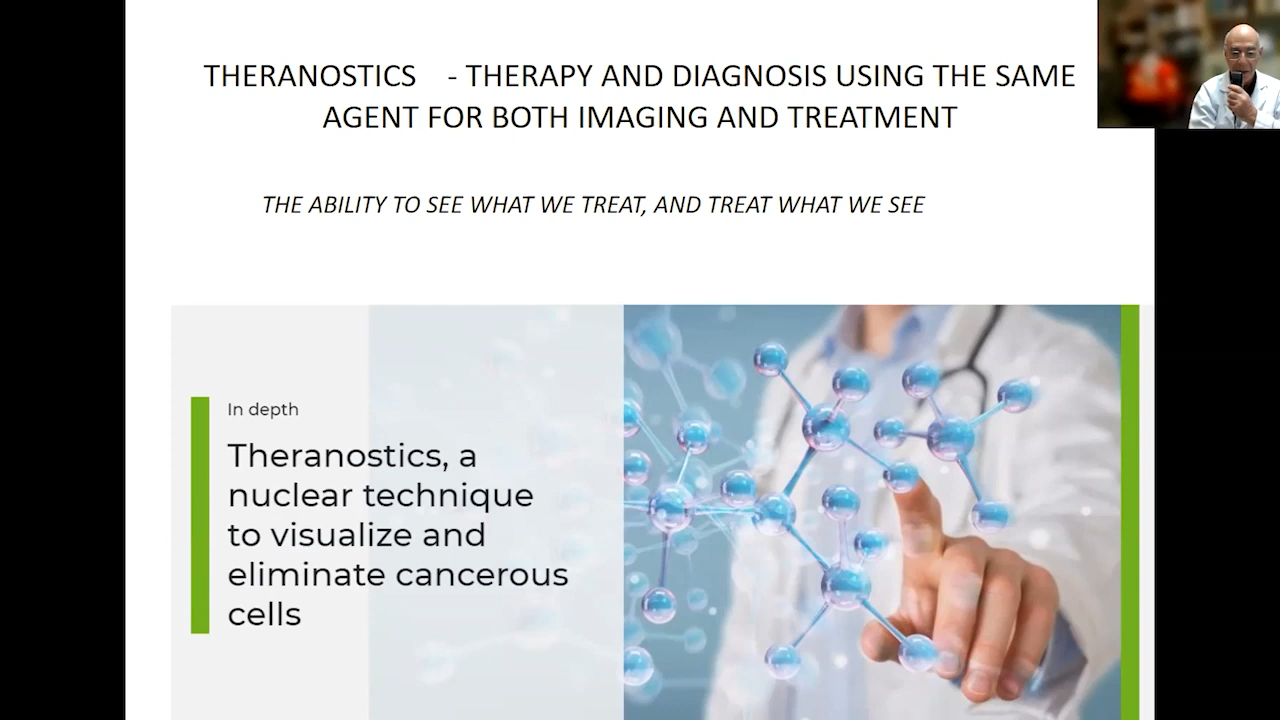 THERANOSTICS - THERAPY AND DIAGNOSIS USING THE SAME
AGENT FOR BOTH IMAGING AND TREATMENT
THE ABILITY TO SEE WHAT WE TREAT, AND TREAT WHAT WE SEE
In depth
Theranostics, a
nuclear technique
to visualize and
eliminate cancerous
cells